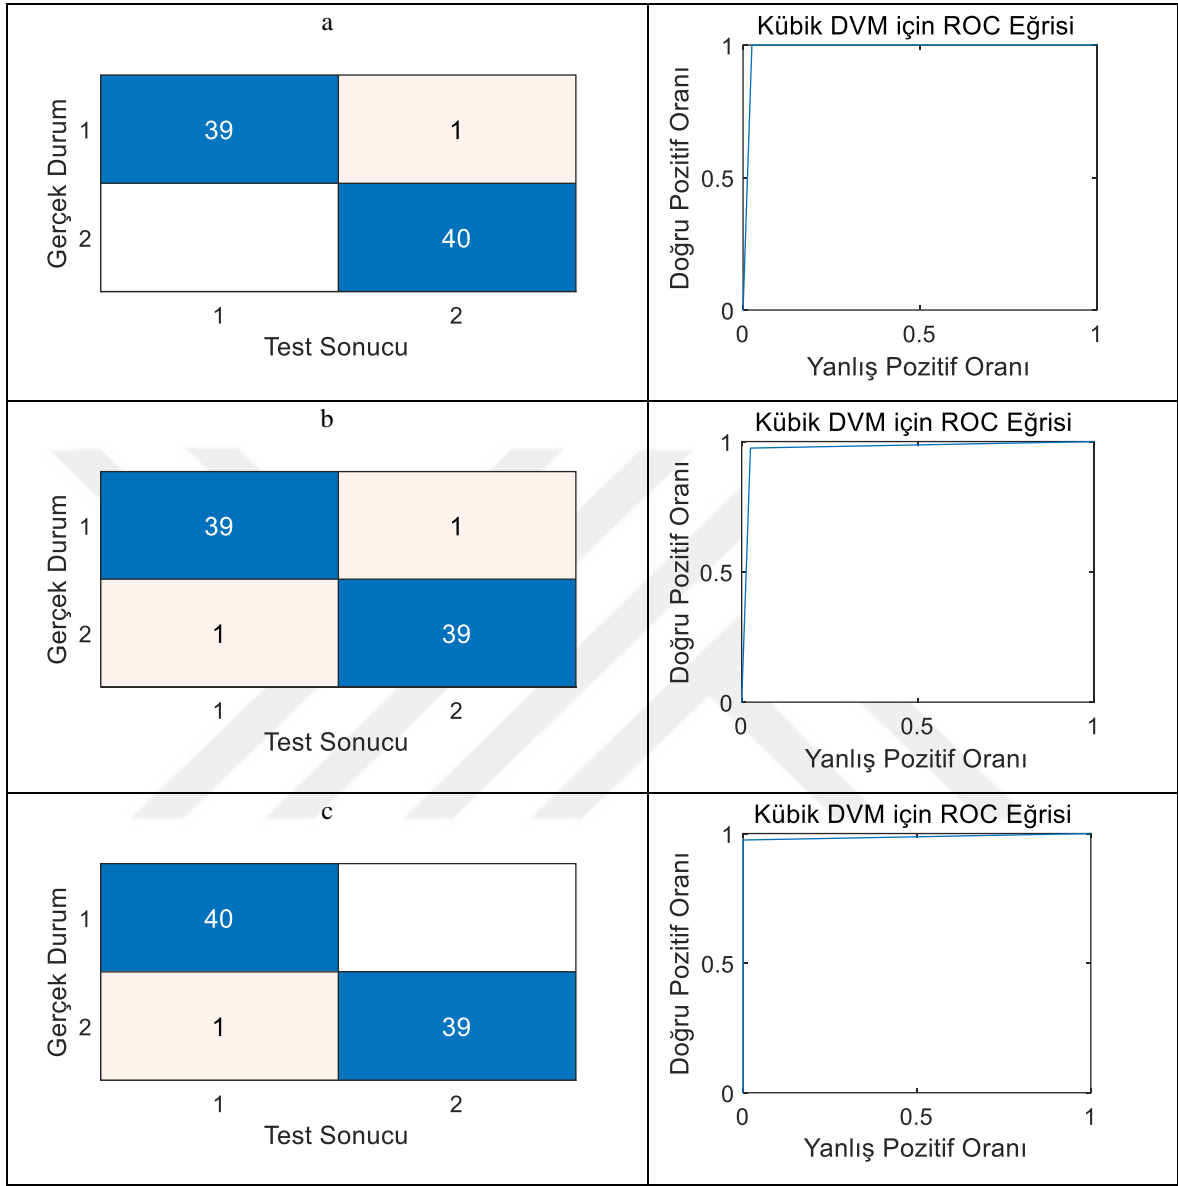 a
Gerçek Durum
1
39
1
2
40
1
2
Test Sonucu
Kübik DVM için ROC Eğrisi
Doğru Pozitif Oranı
1
0.5
0
0
0.5
1
Yanlış Pozitif Oranı
b
Gerçek Durum
1
39
1
2
1
39
1
2
Test Sonucu
Kübik DVM için ROC Eğrisi
Doğru Pozitif Oranı
1
0.5
0
0
0.5
1
Yanlış Pozitif Oranı
c
Gerçek Durum
1
40
2
1
39
1
2
Test Sonucu
Kübik DVM için ROC Eğrisi
Doğru Pozitif Oranı
1
0.5
0
0
0.5
1
Yanlış Pozitif Oranı